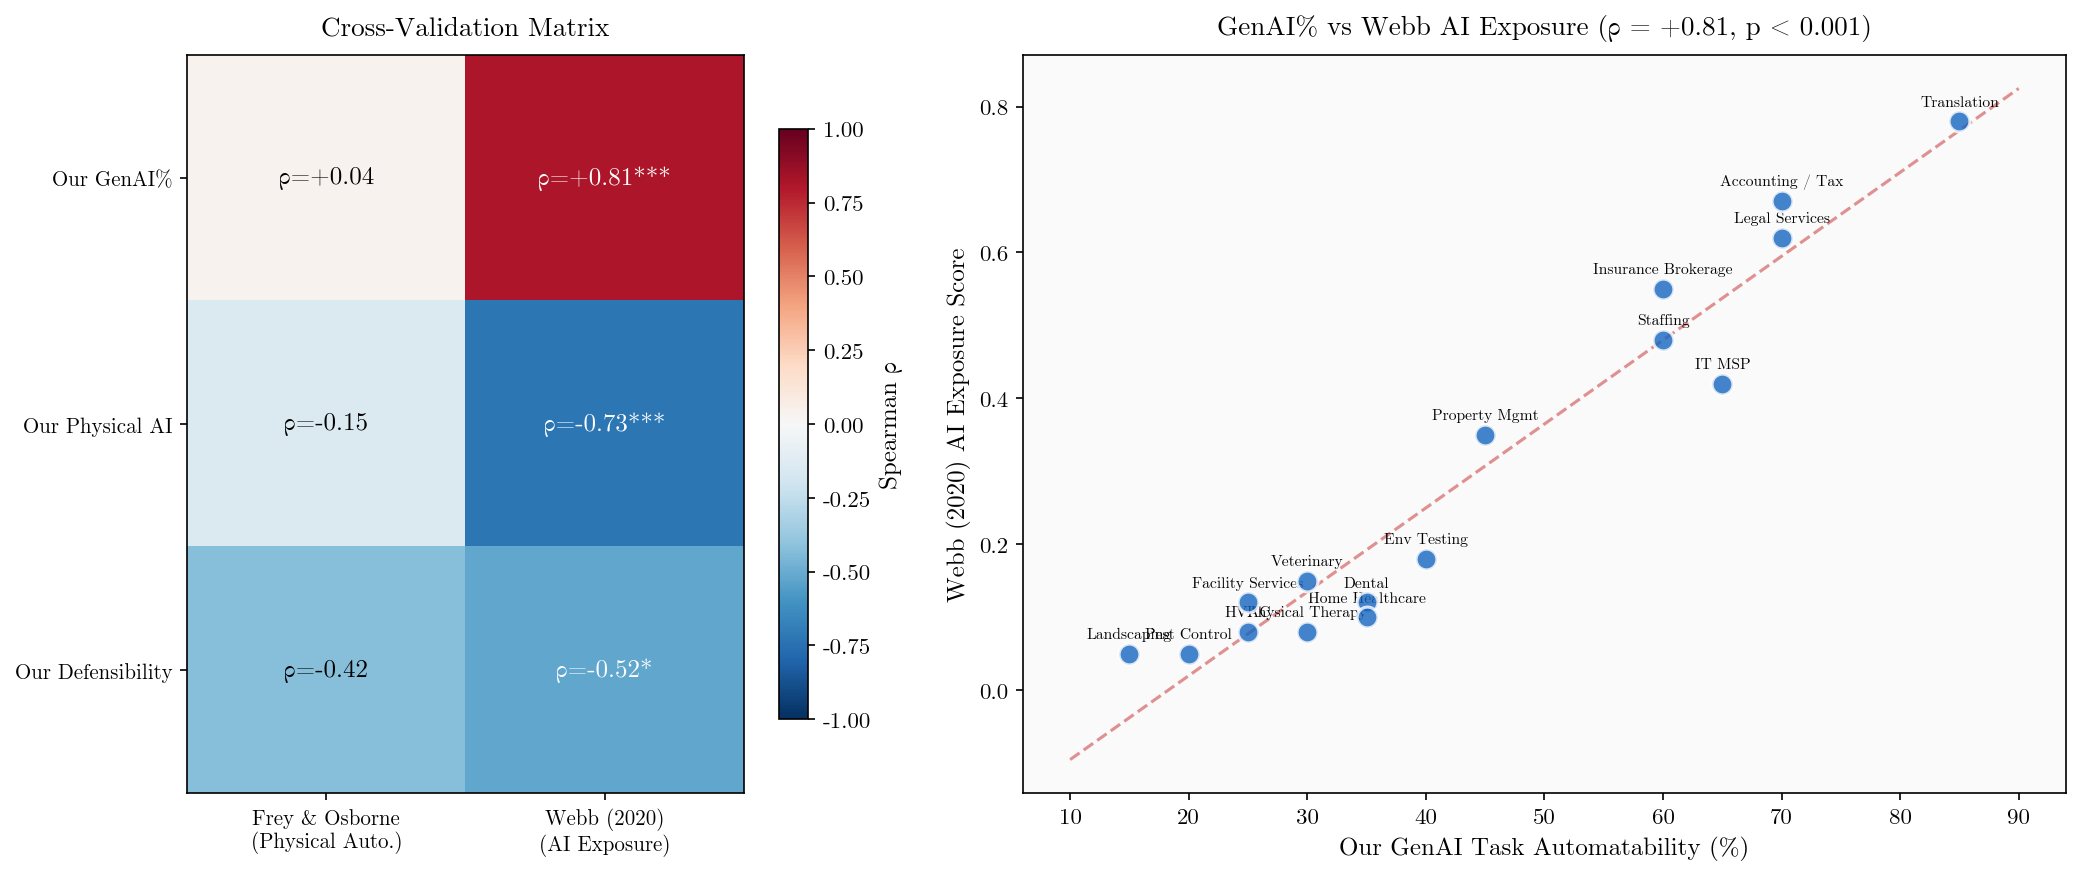 Cross-Validation Matrix
Our GenAI%
Our Physical AI
Our Defensibility
ρ=+0.04
ρ=+0.81***
ρ=-0.15
ρ=-0.73***
ρ=-0.42
ρ=-0.52*
Frey & Osborne
(Physical Auto.)
Webb (2020)
(AI Exposure)
1.00
0.75
0.50
0.25
0.00
-0.25
-0.50
-0.75
-1.00
Spearman ρ
GenAI% vs Webb AI Exposure (ρ = +0.81, p < 0.001)
Webb (2020) AI Exposure Score
0.8
0.6
0.4
0.2
0.0
Translation
Accounting / Tax
Legal Services
Insurance Brokerage
Staffing
IT MSP
Property Mgmt
Env Testing
Veterinary
Facility Services
Dental
Home Healthcare
HVAC
Physical Therapy
Landscaping
Pest Control
10
20
30
40
50
60
70
80
90
Our GenAI Task Automatability (%)